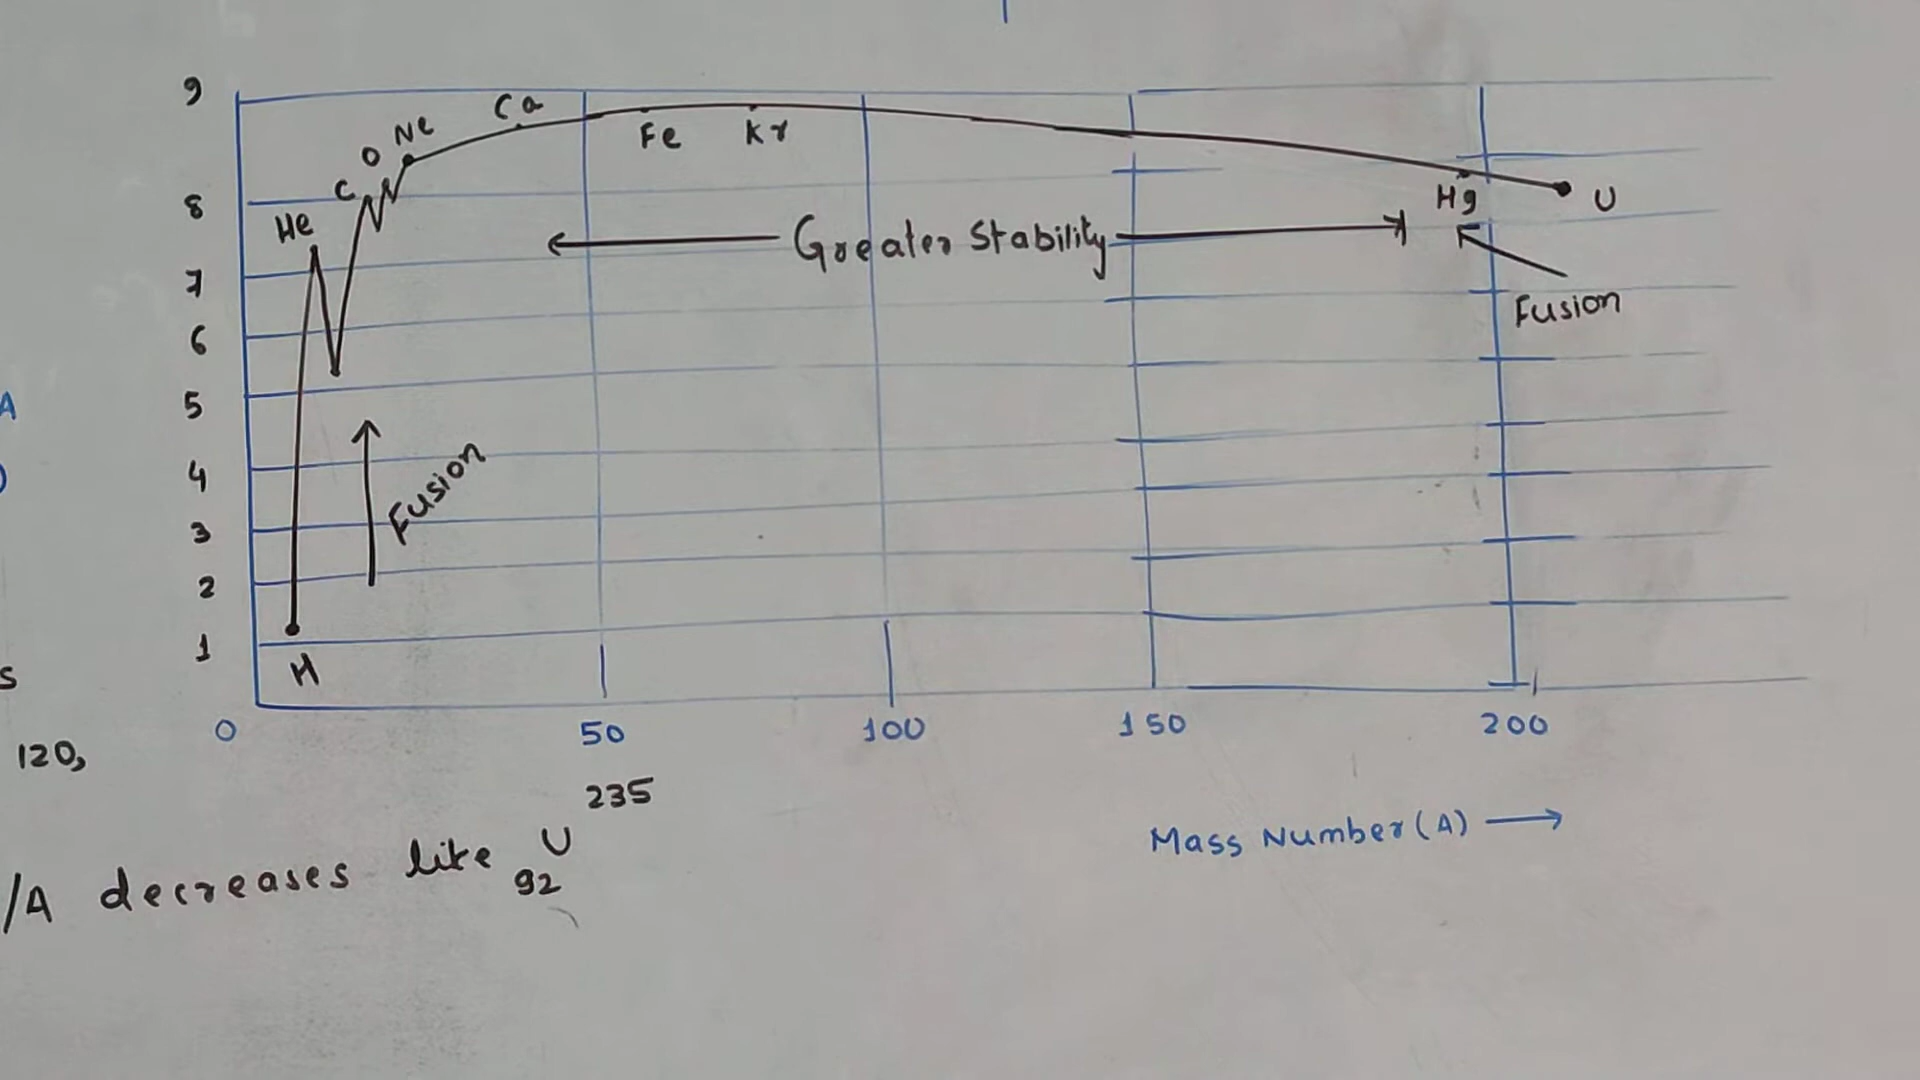 9
Ca
Ne
O
Fe Kr
C
8
Hg U
He
Greater Stability
7
Fusion
6
5
A
4
Fusion
3
2
1
H
s
0 50 100 150 200
120,
235
U
92
Mass Number (A)
/A decreases like